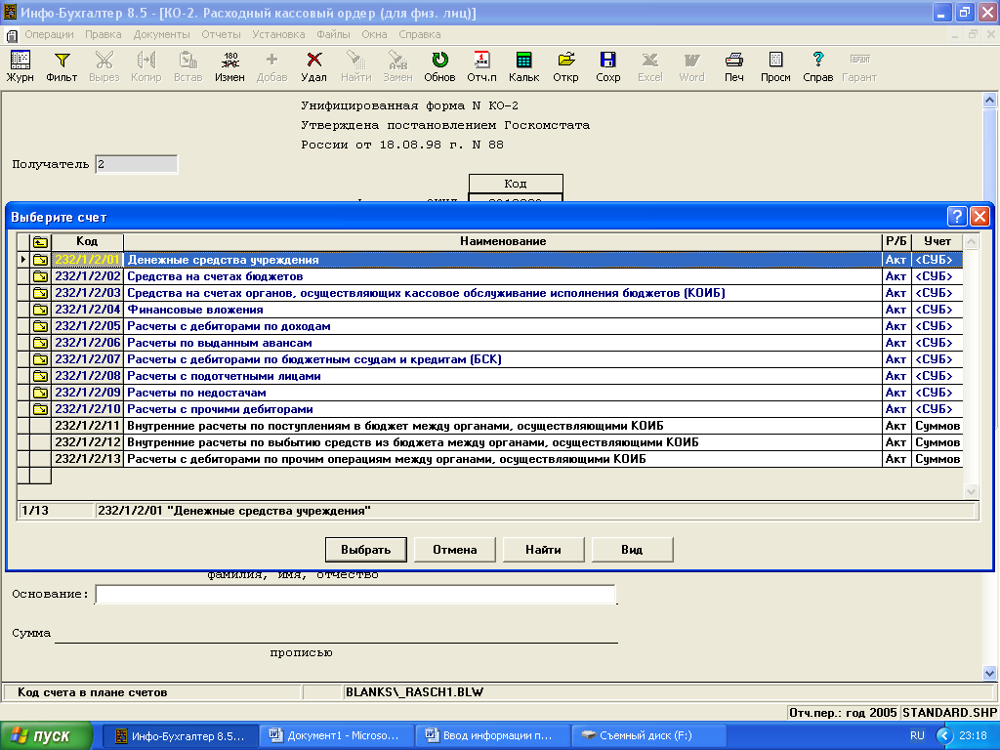 Инфо-Бухгалтер 8.5 - [КО-2. Расходный кассовый ордер (для физ. лиц)]
Операции Правка Документы Отчеты Установка Файлы Окна Справка
Журн Фильт Вырез Копир Встав Измен Добав Удал Найти Замен Обнов Отч.п Кальк Откр Сохр Excel Word Печ Просм Справ Гарант
Унифицированная форма N КО-2
Утверждена постановлением Госкомстата
России от 18.08.98 г. N 88
Получатель 2
Код
Выберите счет
Код Наименование Р/Б Учет
232/1/2/01 Денежные средства учреждения Акт <СУБ>
232/1/2/02 Средства на счетах бюджетов Акт <СУБ>
232/1/2/03 Средства на счетах органов, осуществляющих кассовое обслуживание исполнения бюджетов (КОИБ) Акт <СУБ>
232/1/2/04 Финансовые вложения Акт <СУБ>
232/1/2/05 Расчеты с дебиторами по доходам Акт <СУБ>
232/1/2/06 Расчеты по выданным авансам Акт <СУБ>
232/1/2/07 Расчеты с дебиторами по бюджетным ссудам и кредитам (БСК) Акт <СУБ>
232/1/2/08 Расчеты с подотчетными лицами Акт <СУБ>
232/1/2/09 Расчеты по недостачам Акт <СУБ>
232/1/2/10 Расчеты с прочими дебиторами Акт <СУБ>
232/1/2/11 Внутренние расчеты по поступлениям в бюджет между органами, осуществляющими КОИБ Акт Суммов
232/1/2/12 Внутренние расчеты по выбытию средств из бюджета между органами, осуществляющими КОИБ Акт Суммов
232/1/2/13 Расчеты с дебиторами по прочим операциям между органами, осуществляющими КОИБ Акт Суммов
1/13 232/1/2/01 "Денежные средства учреждения"
Выбрать Отмена Найти Вид
фамилия, имя, отчество
Основание:
Сумма
прописью
Код счета в плане счетов BLANKS\_RASCH1.BLW
Отч.пер.: год 2005 STANDARD.SHP
пуск Инфо-Бухгалтер 8.5... Документ1 - Microso... Ввод информации п... Съемный диск (F:) RU 23:18